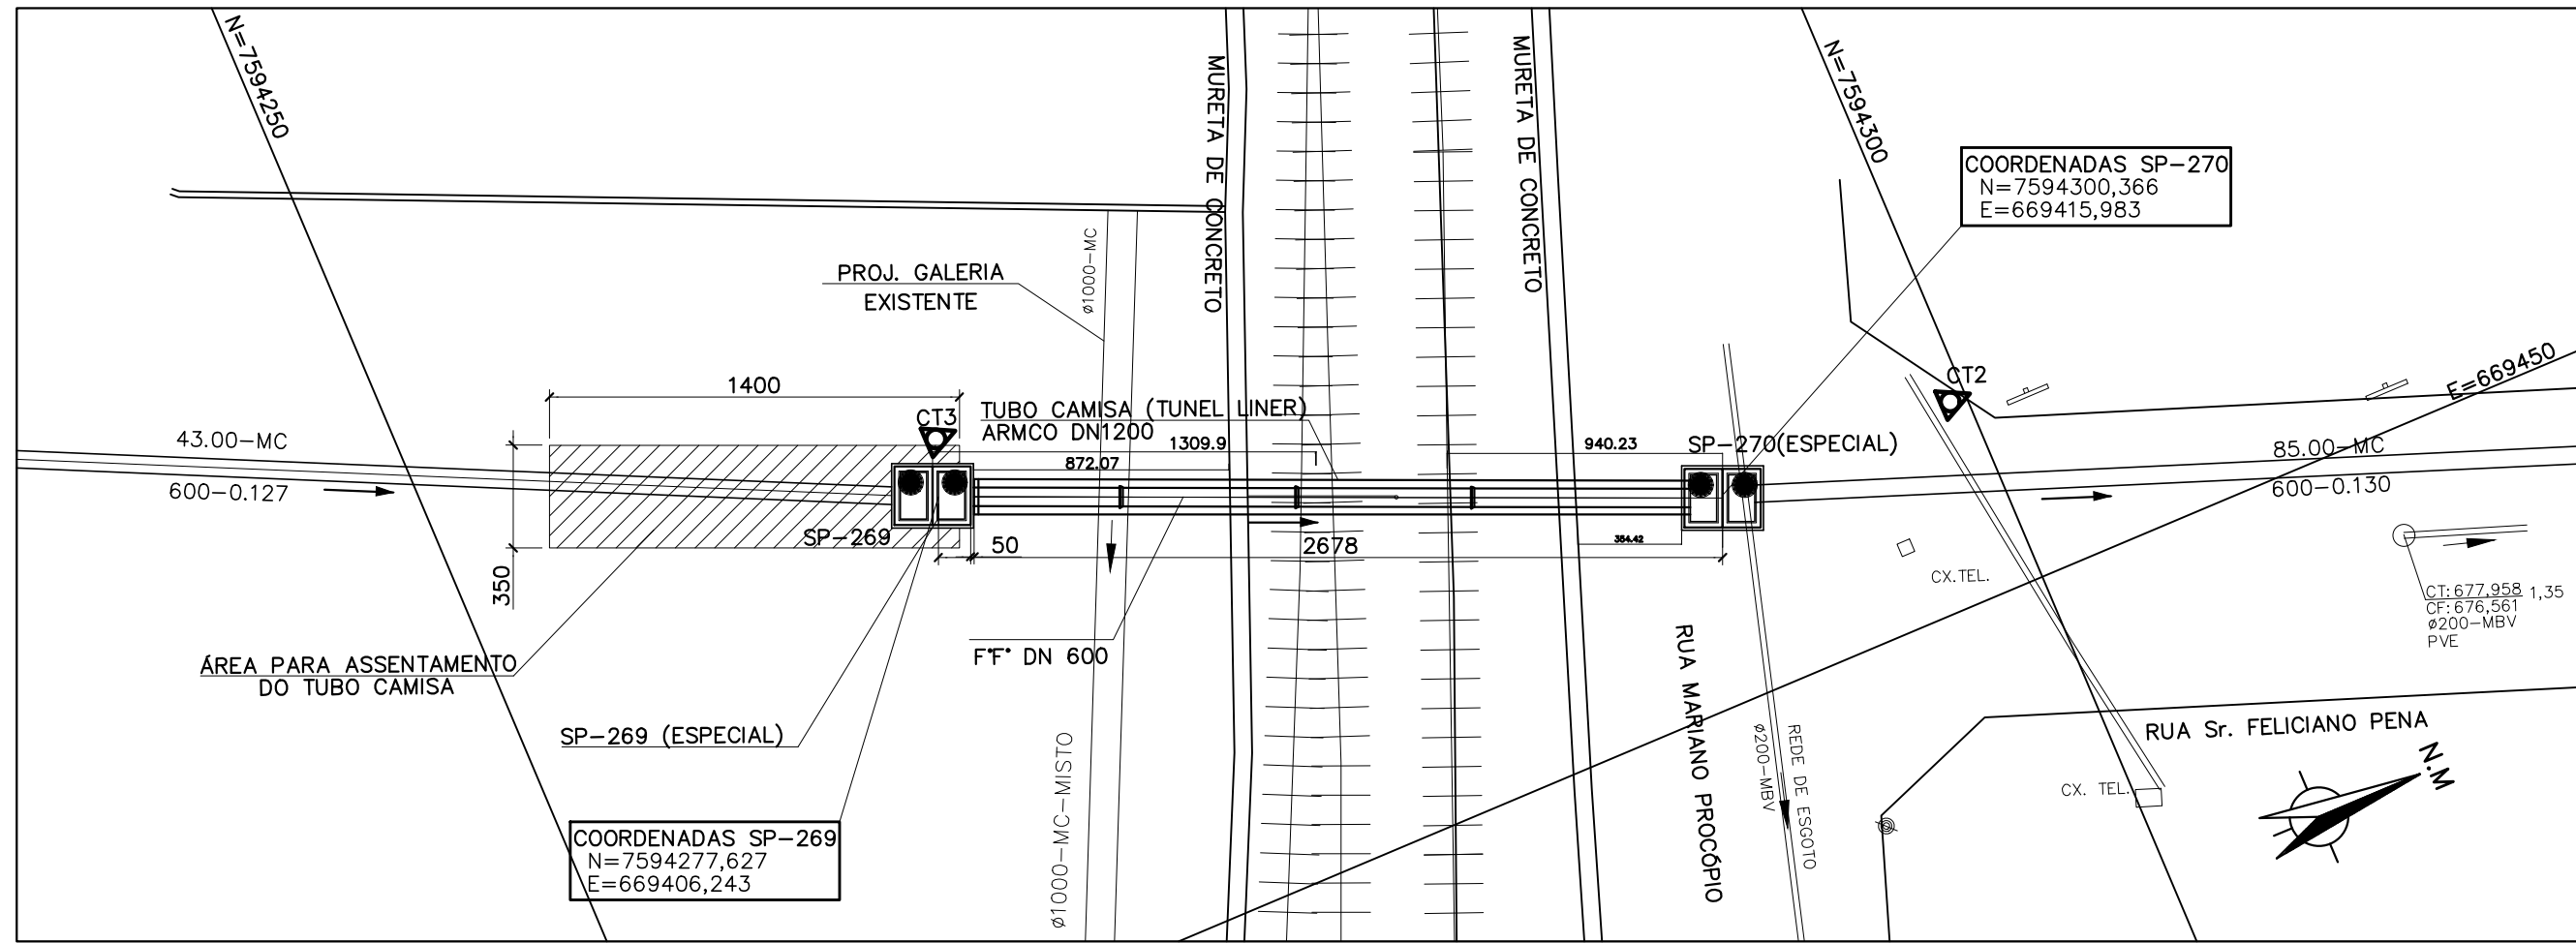 N=7594250
MURETA DE CONCRETO
MURETA DE CONCRETO
N=7594300
COORDENADAS SP-270
N=7594300,366
E=669415,983
PROJ. GALERIA
EXISTENTE
ø1000-MC
1400
CT3
TUBO CAMISA (TUNEL LINER)
ARMCO DN1200
1309.9
872.07
940.23
SP-270(ESPECIAL)
CT2
E=669450
43.00-MC
600-0.127
85.00-MC
600-0.130
SP-269
50
2678
354.42
350
CX.TEL.
CT:677,958 1,35
CF:676,561
ø200-MBV
PVE
F°F° DN 600
ÁREA PARA ASSENTAMENTO
DO TUBO CAMISA
SP-269 (ESPECIAL)
RUA MARIANO PROCÓPIO
ø200-MBV
REDE DE ESGOTO
RUA Sr. FELICIANO PENA
N.M
CX. TEL.
ø1000-MC-MISTO
COORDENADAS SP-269
N=7594277,627
E=669406,243